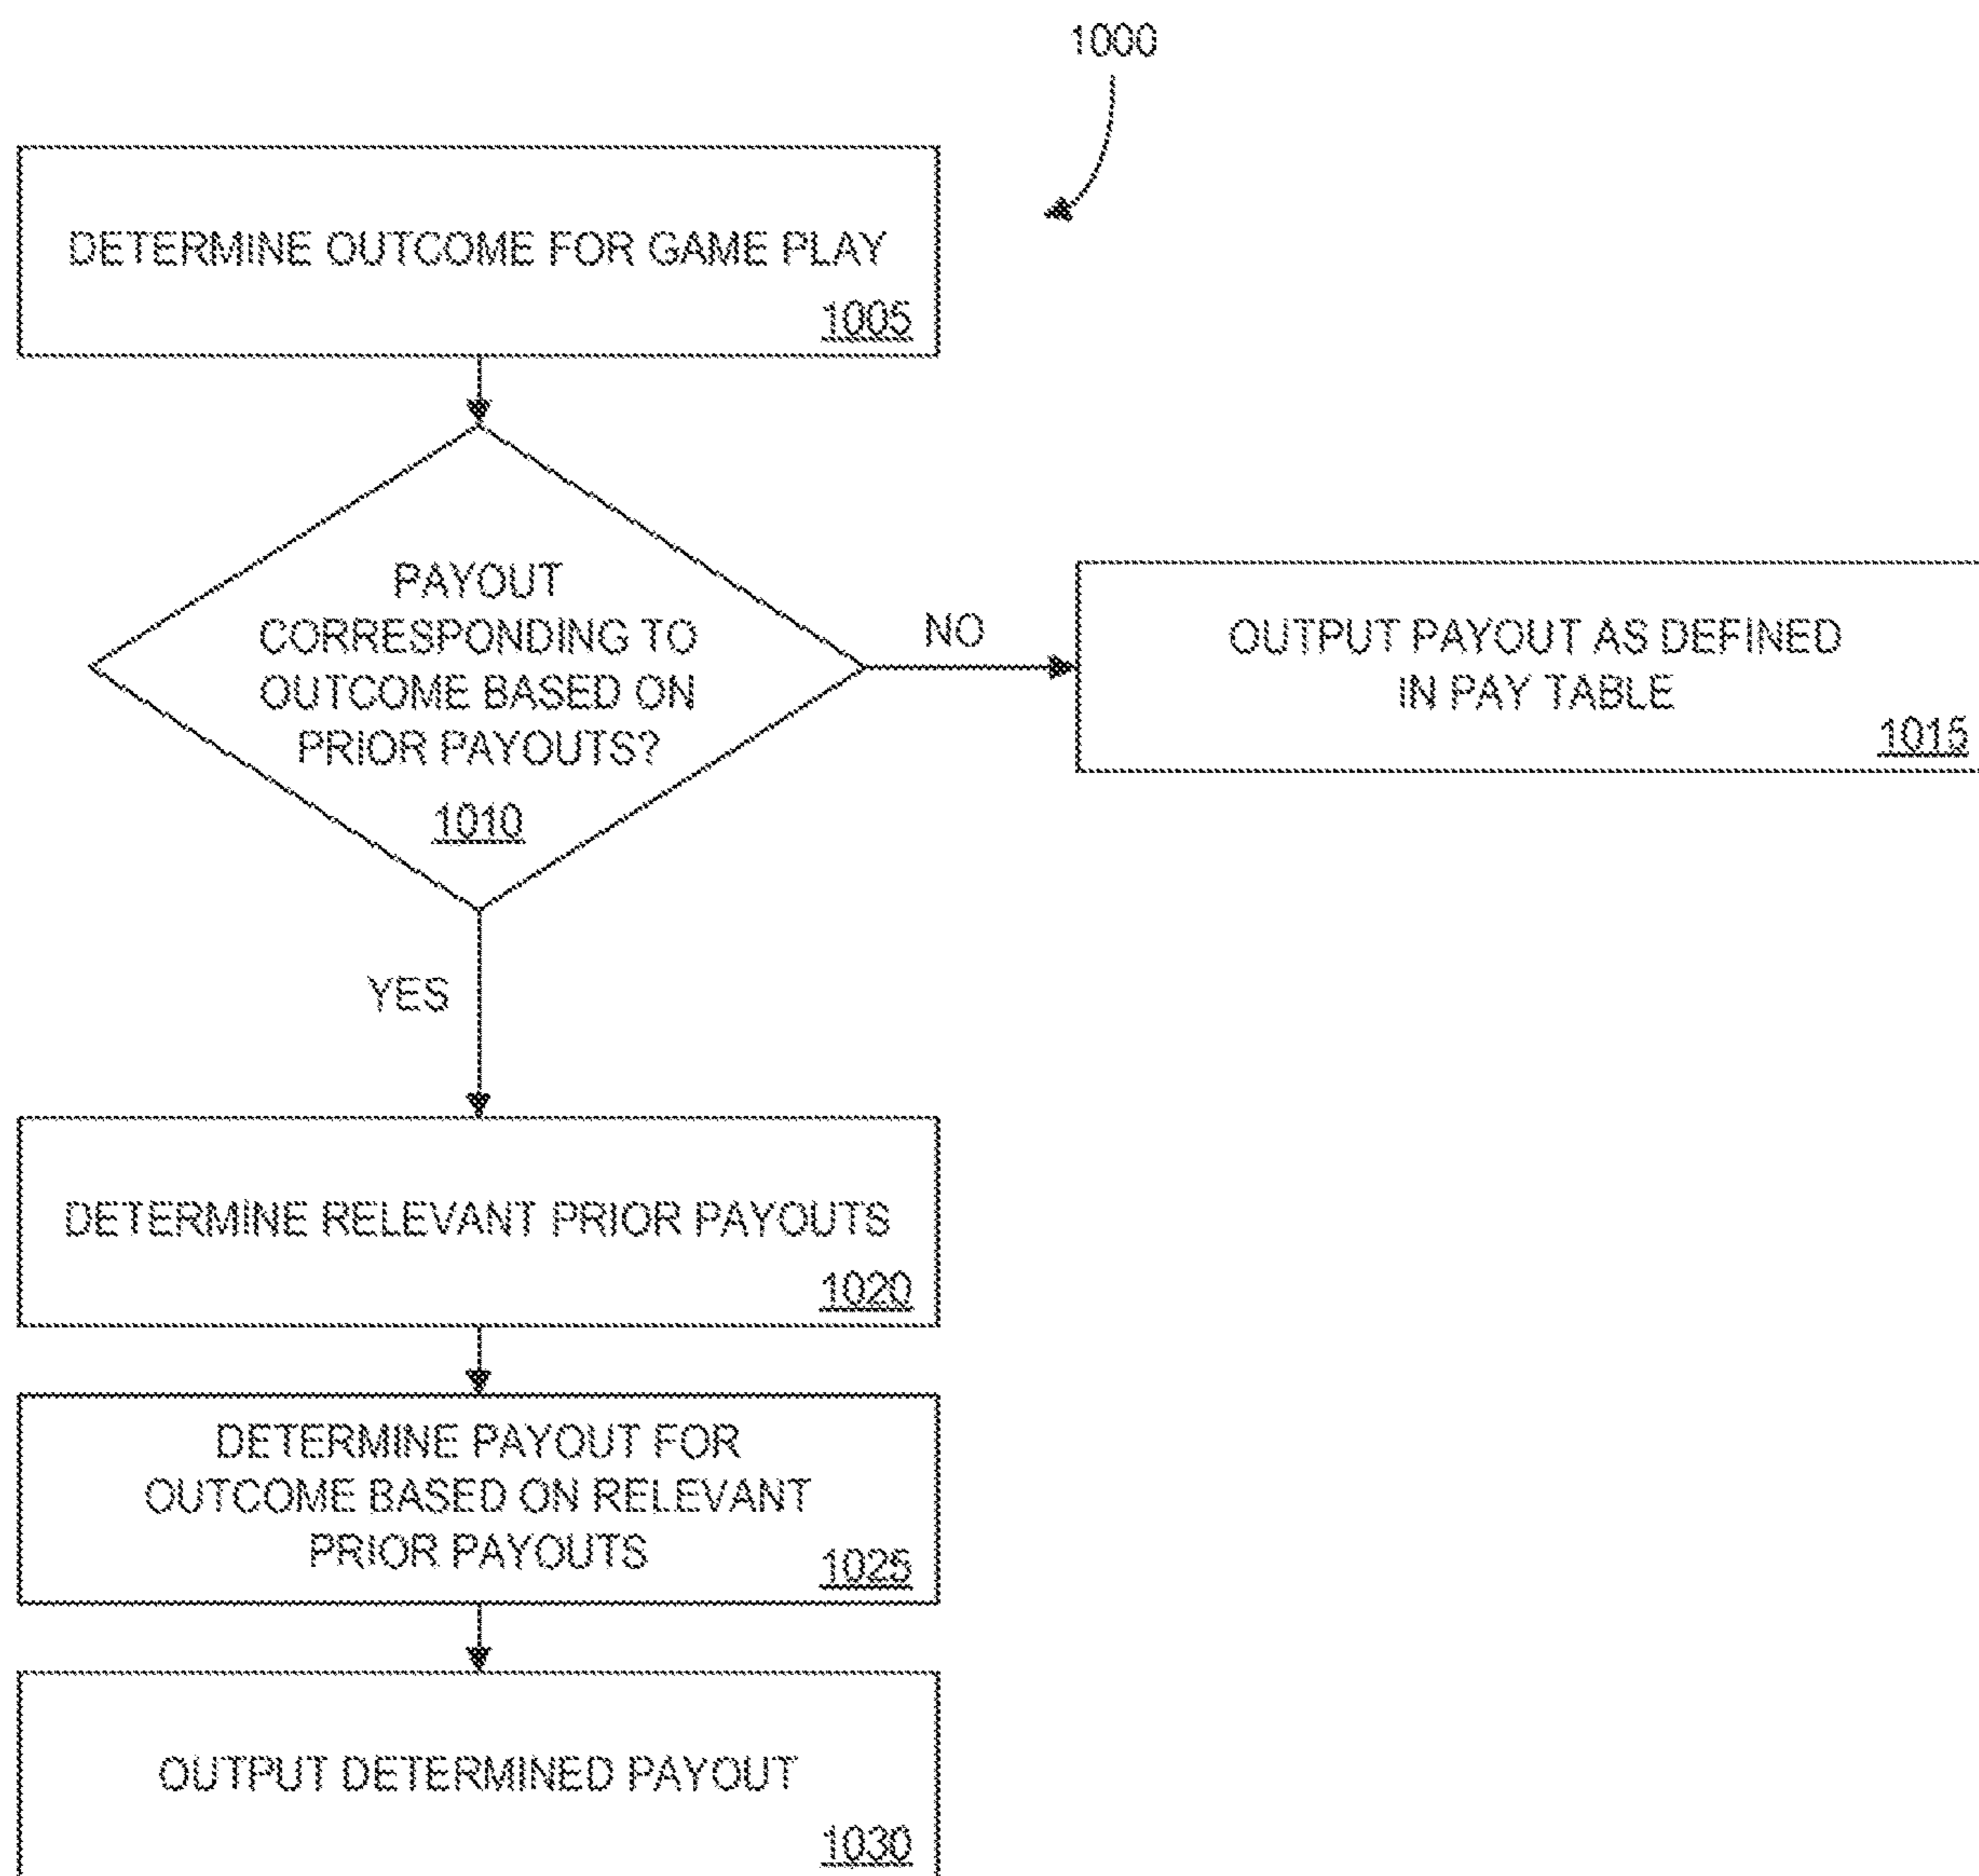 1000
DETERMINE OUTCOME FOR GAME PLAY
1005
PAYOUT
CORRESPONDING TO
OUTCOME BASED ON
PRIOR PAYOUTS?
1010
NO
OUTPUT PAYOUT AS DEFINED
IN PAY TABLE
1015
YES
DETERMINE RELEVANT PRIOR PAYOUTS
1020
DETERMINE PAYOUT FOR
OUTCOME BASED ON RELEVANT
PRIOR PAYOUTS
1025
OUTPUT DETERMINED PAYOUT
1030